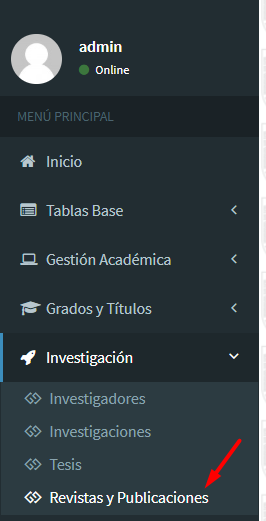 admin
Online
MENÚ PRINCIPAL
Inicio
Tablas Base
Gestión Académica
Grados y Títulos
Investigación
Investigadores
Investigaciones
Tesis
Revistas y Publicaciones